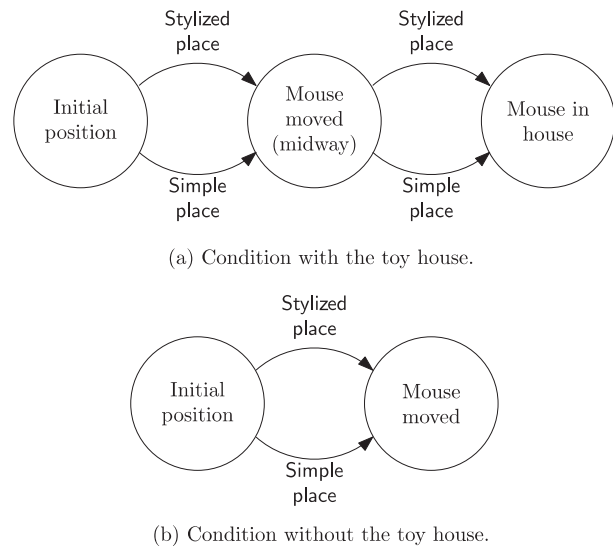 Stylized
place
Stylized
place
Initial
position
Mouse
moved
(midway)
Mouse in
house
Simple
place
Simple
place
(a) Condition with the toy house.
Stylized
place
Initial
position
Mouse
moved
Simple
place
(b) Condition without the toy house.